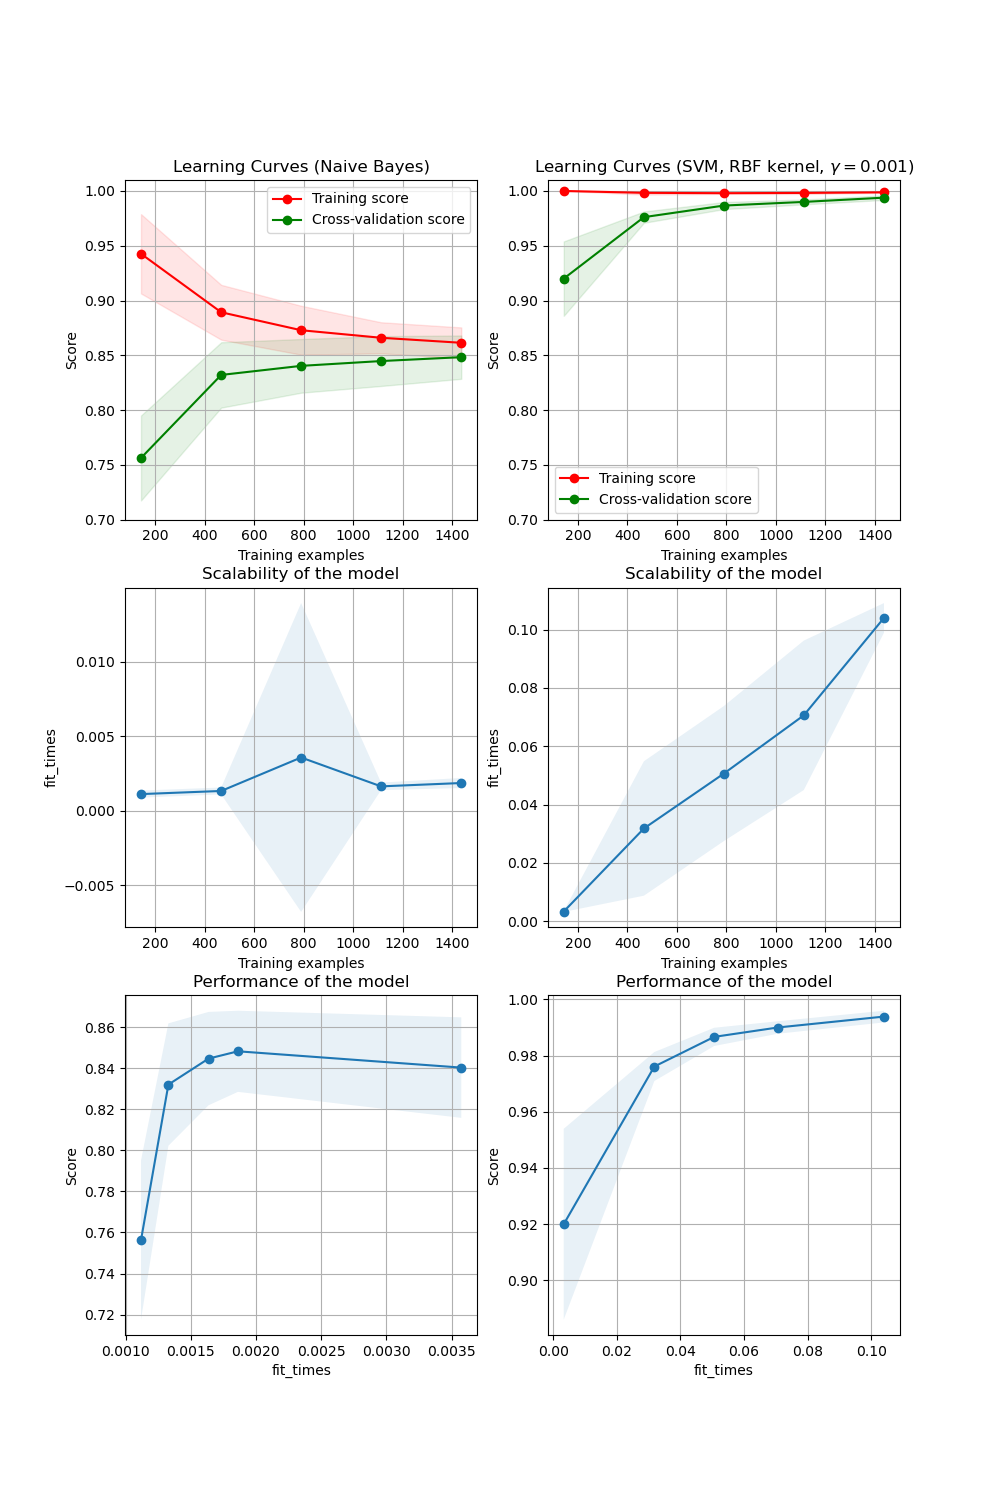 Learning Curves (Naive Bayes)
1.00
0.95
0.90
0.85
0.80
0.75
0.70
Score
Training score
Cross-validation score
200 400 600 800 1000 1200 1400
Training examples
Learning Curves (SVM, RBF kernel, γ = 0.001)
1.00
0.95
0.90
0.85
0.80
0.75
0.70
Score
Training score
Cross-validation score
200 400 600 800 1000 1200 1400
Training examples
Scalability of the model
0.010
0.005
0.000
−0.005
fit_times
200 400 600 800 1000 1200 1400
Training examples
Scalability of the model
0.10
0.08
0.06
0.04
0.02
0.00
fit_times
200 400 600 800 1000 1200 1400
Training examples
Performance of the model
0.86
0.84
0.82
0.80
0.78
0.76
0.74
0.72
Score
0.0010 0.0015 0.0020 0.0025 0.0030 0.0035
fit_times
Performance of the model
1.00
0.98
0.96
0.94
0.92
0.90
Score
0.00 0.02 0.04 0.06 0.08 0.10
fit_times